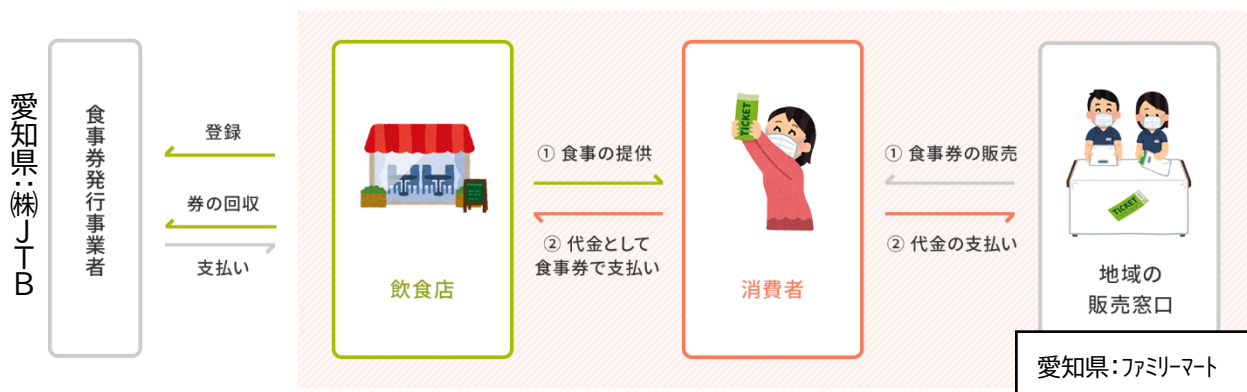 愛知県：㈱JTB
食事券発行事業者
登録
券の回収
支払い
飲食店
① 食事の提供
② 代金として
食事券で支払い
TICKET
消費者
① 食事券の販売
② 代金の支払い
TICKET
地域の
販売窓口
愛知県：ﾌｧﾐﾘｰﾏｰﾄ